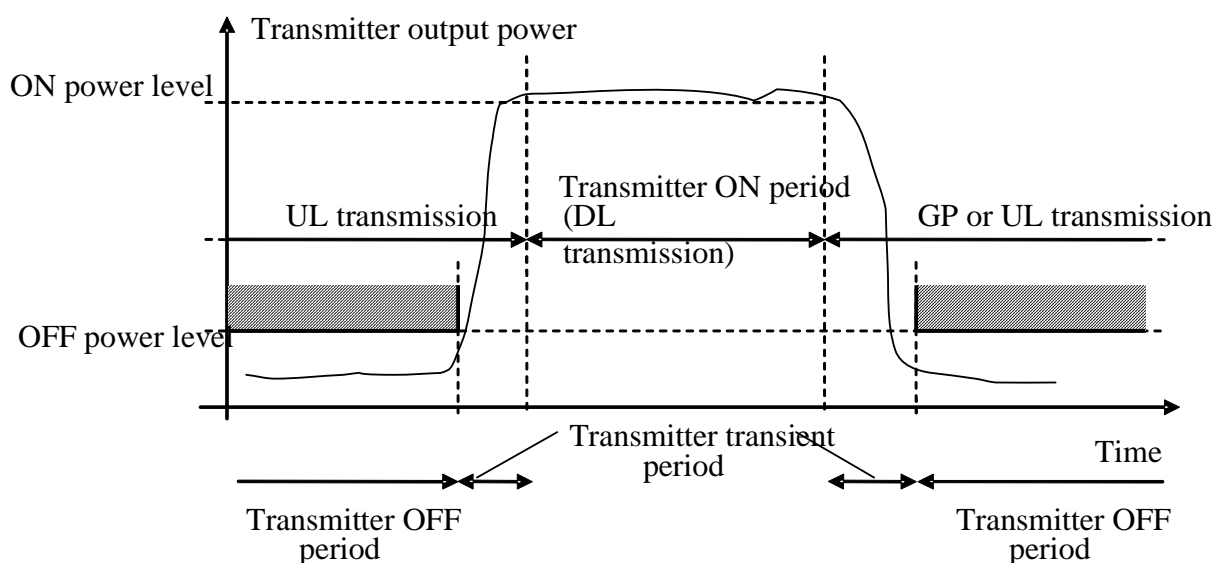 Transmitter output power
ON power level
Transmitter ON period
UL transmission
(DL
GP or UL transmission
transmission)
OFF power level
Transmitter transient
period
Time
Transmitter OFF
period
Transmitter OFF
period